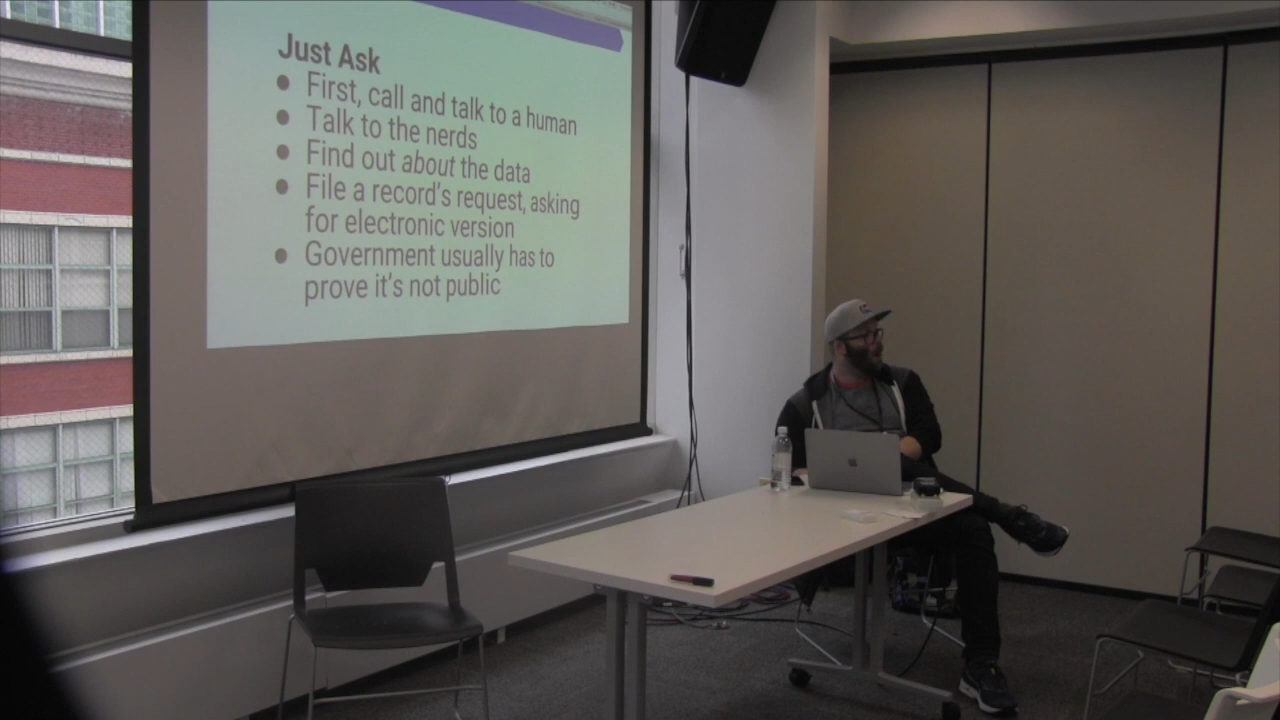 Just Ask
● First, call and talk to a human
● Talk to the nerds
● Find out about the data
● File a record's request, asking
for electronic version
● Government usually has to
prove it's not public